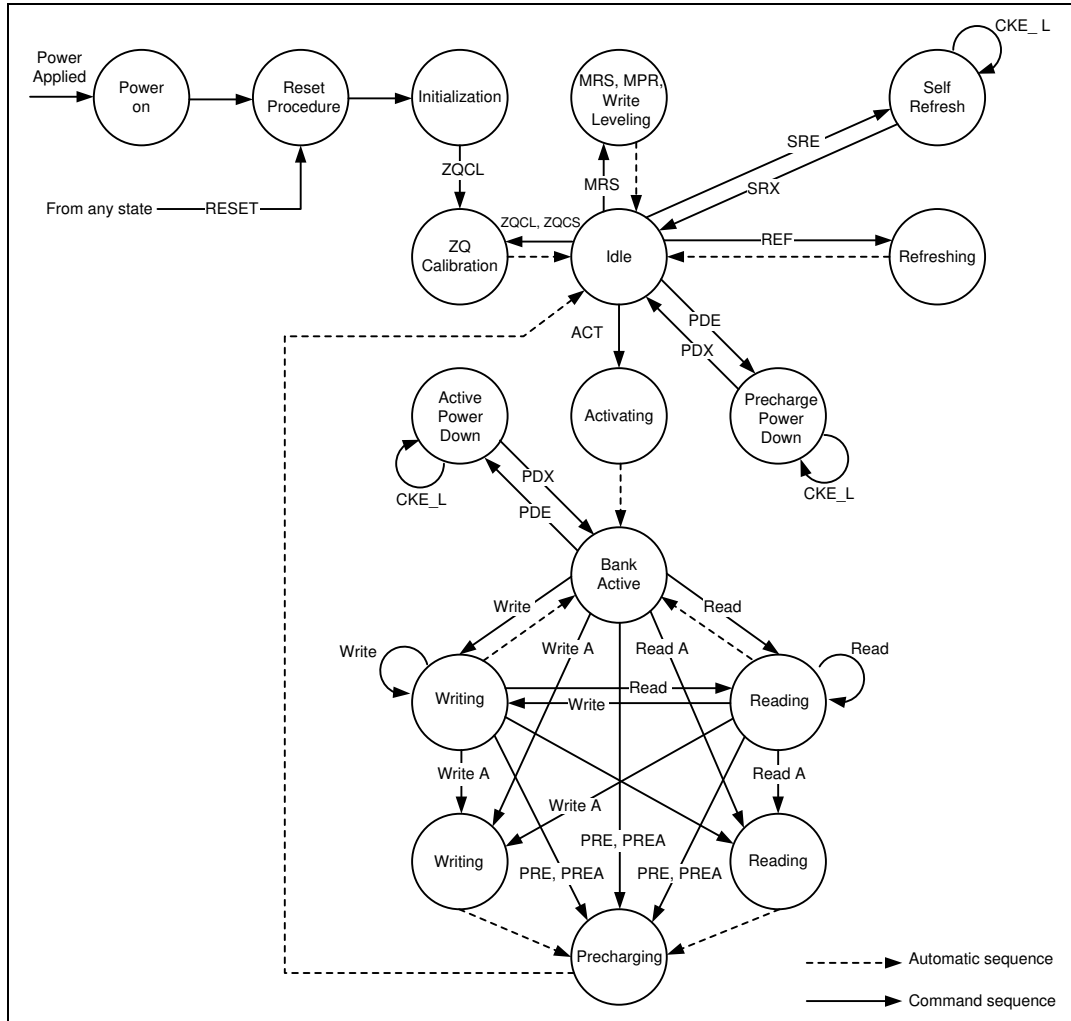 Power
Applied
Power
on
Reset
Procedure
Initialization
MRS, MPR,
Write
Leveling
CKE_ L
Self
Refresh
ZQCL
MRS
SRE
SRX
From any state
RESET
ZQCL, ZQCS
ZQ
Calibration
Idle
REF
Refreshing
ACT
PDE
PDX
Active
Power
Down
Activating
Precharge
Power
Down
CKE_L
PDX
PDE
CKE_L
Bank
Active
Write
Read
Write
Write A
Read A
Read
Writing
Read
Write
Reading
Write A
Write A
Read A
Writing
PRE, PREA
PRE, PREA
PRE, PREA
Reading
Precharging
Automatic sequence
Command sequence